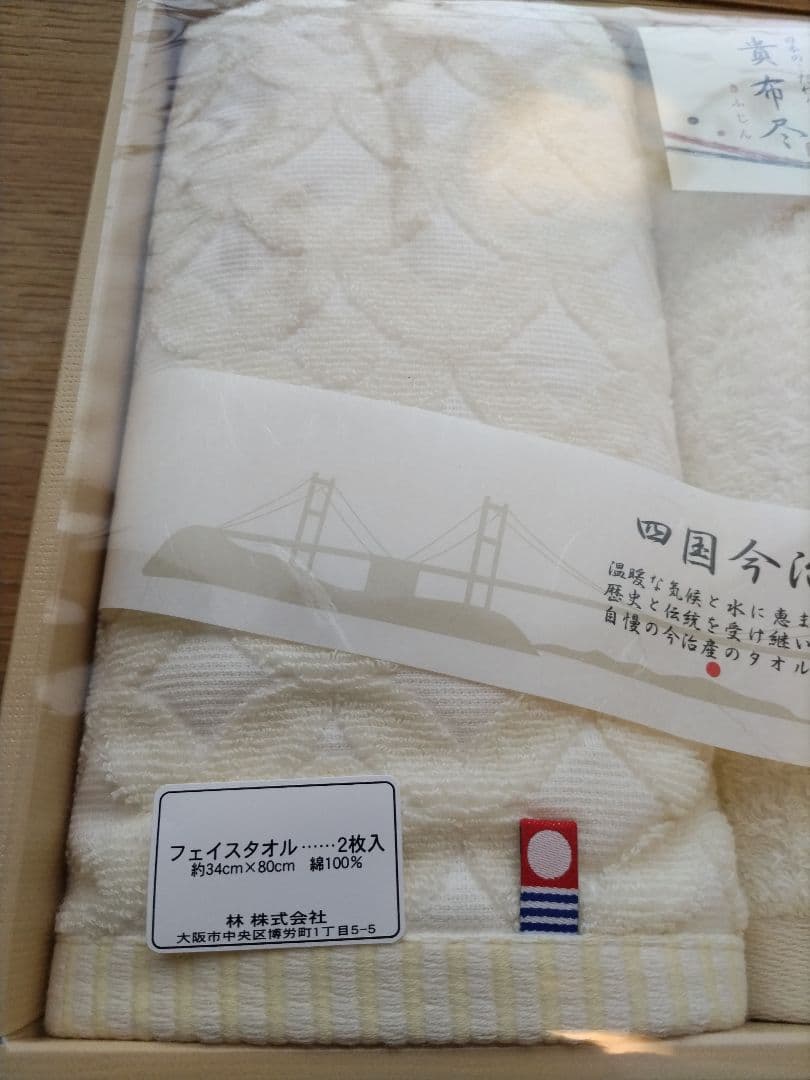 貴布尽
きふじん
四国今治
温暖な気候と水に恵ま
歴史と伝統を受け継い
自慢の今治産のタオル
フェイスタオル……2枚入
約34cm×80cm 綿100%
林 株式会社
大阪市中央区博労町1丁目5-5